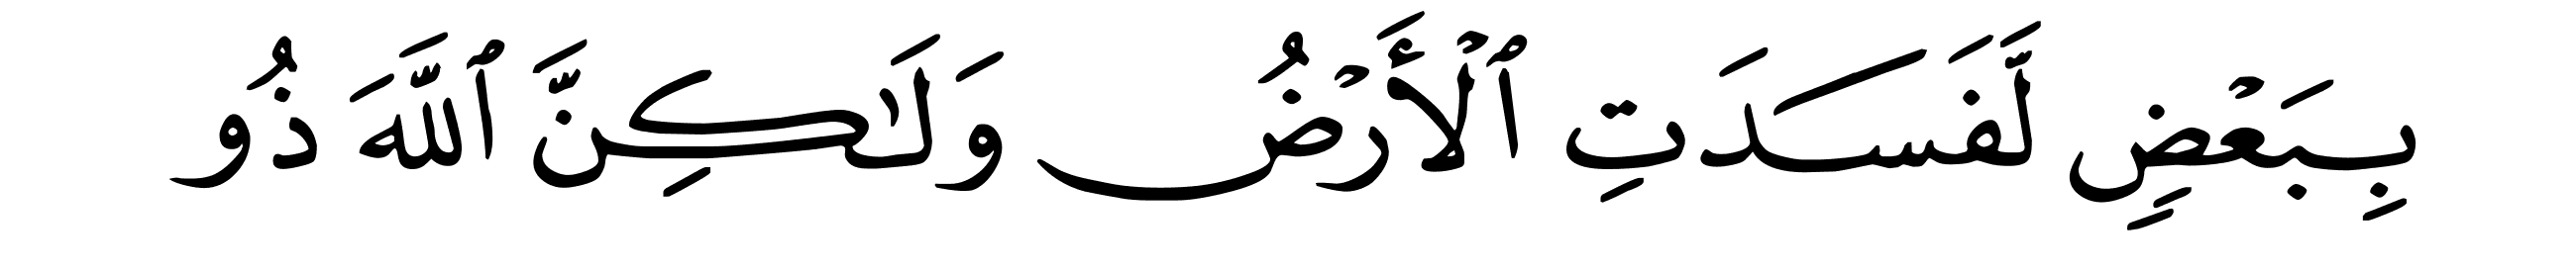 بِبَعْضٍ لَّفَسَدَتِ ٱلْأَرْضُ وَلَٰكِنَّ ٱللَّهَ ذُو